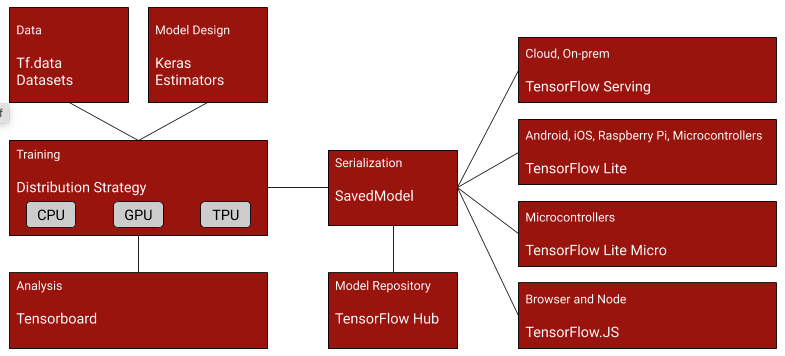 Data
Tf.data
Datasets
Model Design
Keras
Estimators
f
Training
Distribution Strategy
CPU
GPU
TPU
Analysis
Tensorboard
Serialization
SavedModel
Model Repository
TensorFlow Hub
Cloud, On-prem
TensorFlow Serving
Android, iOS, Raspberry Pi, Microcontrollers
TensorFlow Lite
Microcontrollers
TensorFlow Lite Micro
Browser and Node
TensorFlow.JS